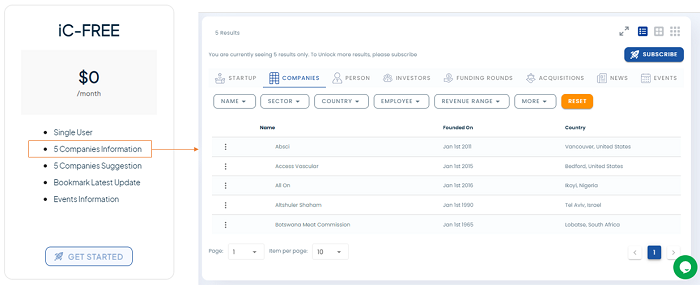 iC-FREE
$0
/month
Single User
5 Companies Information
5 Companies Suggestion
Bookmark Latest Update
Events Information
GET STARTED
5 Results
You are currently seeing 5 results only. To Unlock more results, please subscribe
SUBSCRIBE
STARTUP COMPANIES PERSON INVESTORS FUNDING ROUNDS ACQUISITIONS NEWS EVENTS
NAME SECTOR COUNTRY EMPLOYEE REVENUE RANGE MORE RESET
Name Founded On Country
Absci Jan 1st 2011 Vancouver, United States
Access Vascular Jan 1st 2015 Bedford, United States
All On Jan 1st 2016 Ikoyi, Nigeria
Altshuler Shaham Jan 1st 1990 Tel Aviv, Israel
Botswana Meat Commission Jan 1st 1965 Lobatse, South Africa
Page: 1 Item per page: 10 1